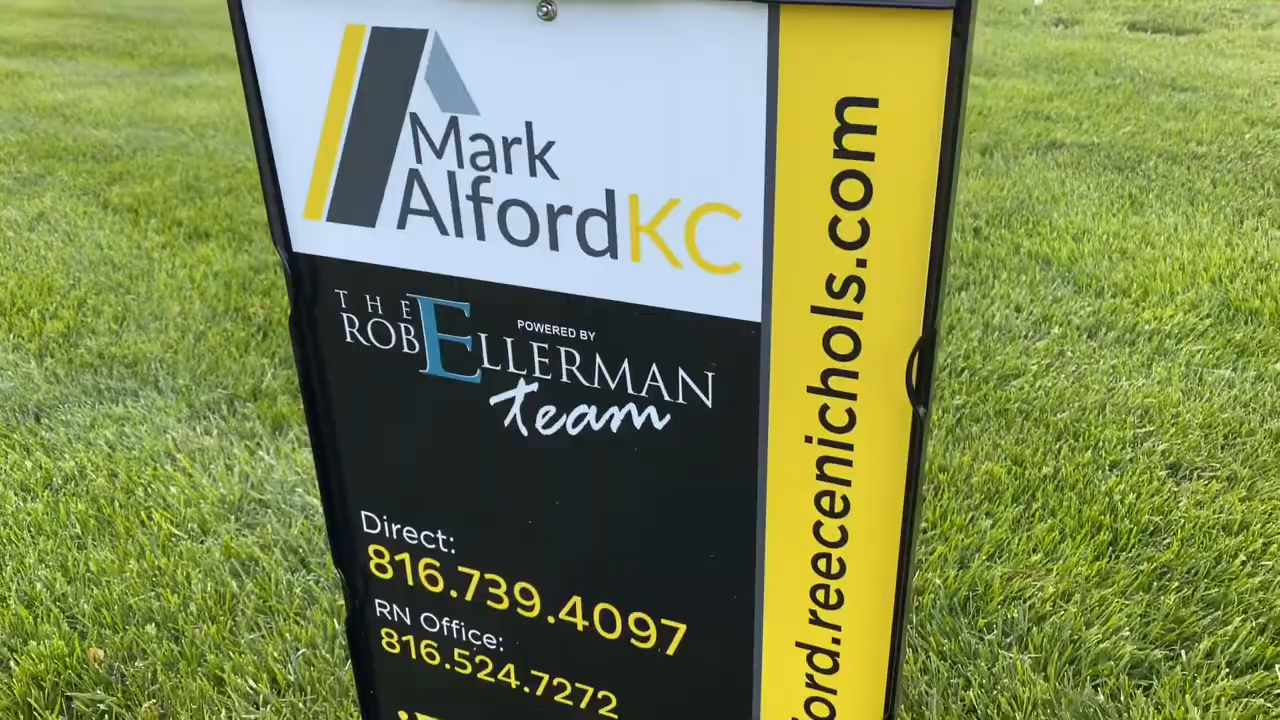 Mark
AlfordKC
THE
POWERED BY
ROB ELLERMAN
team
Direct:
816.739.4097
RN Office:
816.524.7272
ford.reecenichols.com